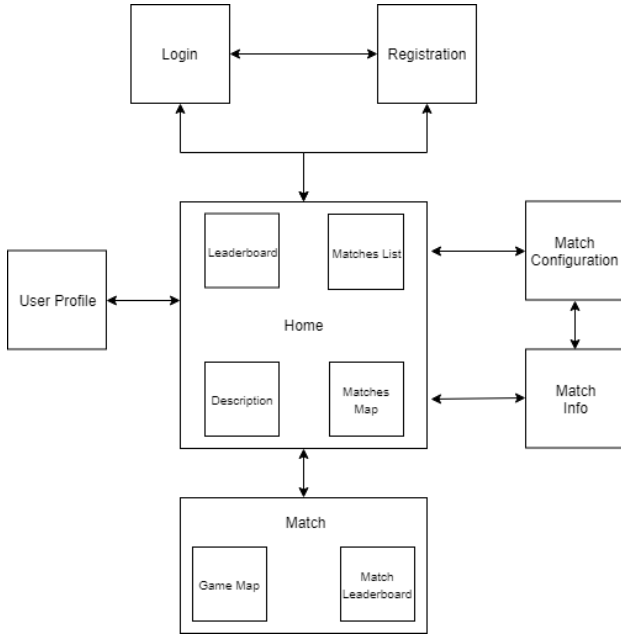 Login
Registration
Leaderboard
Matches List
Match
Configuration
User Profile
Home
Description
Matches
Map
Match
Info
Match
Game Map
Match
Leaderboard